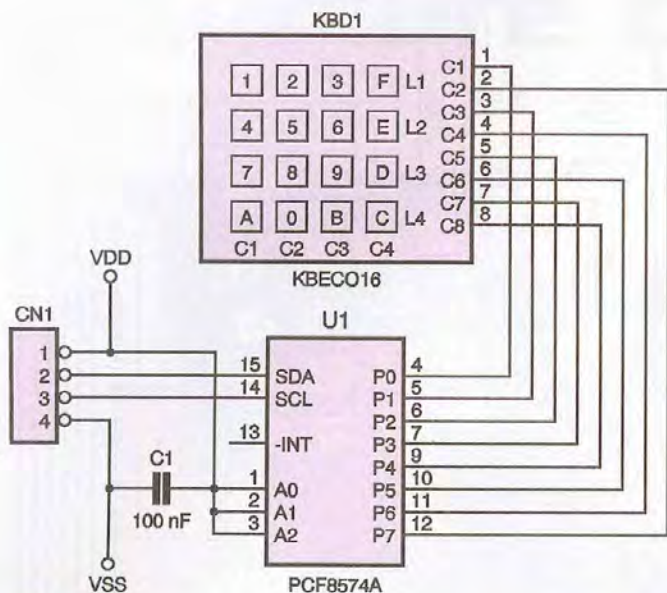 KBD1
1 2 3 F L1
4 5 6 E L2
7 8 9 D L3
A 0 B C L4
C1 C2 C3 C4
C1 1
C2 2
C3 3
C4 4
C5 5
C6 6
C7 7
C8 8
KBECO16
VDD
CN1
1
2
3
4
VSS
C1
100 nF
U1
15 SDA
14 SCL
13 -INT
1 A0
2 A1
3 A2
P0 4
P1 5
P2 6
P3 7
P4 9
P5 10
P6 11
P7 12
PCF8574A